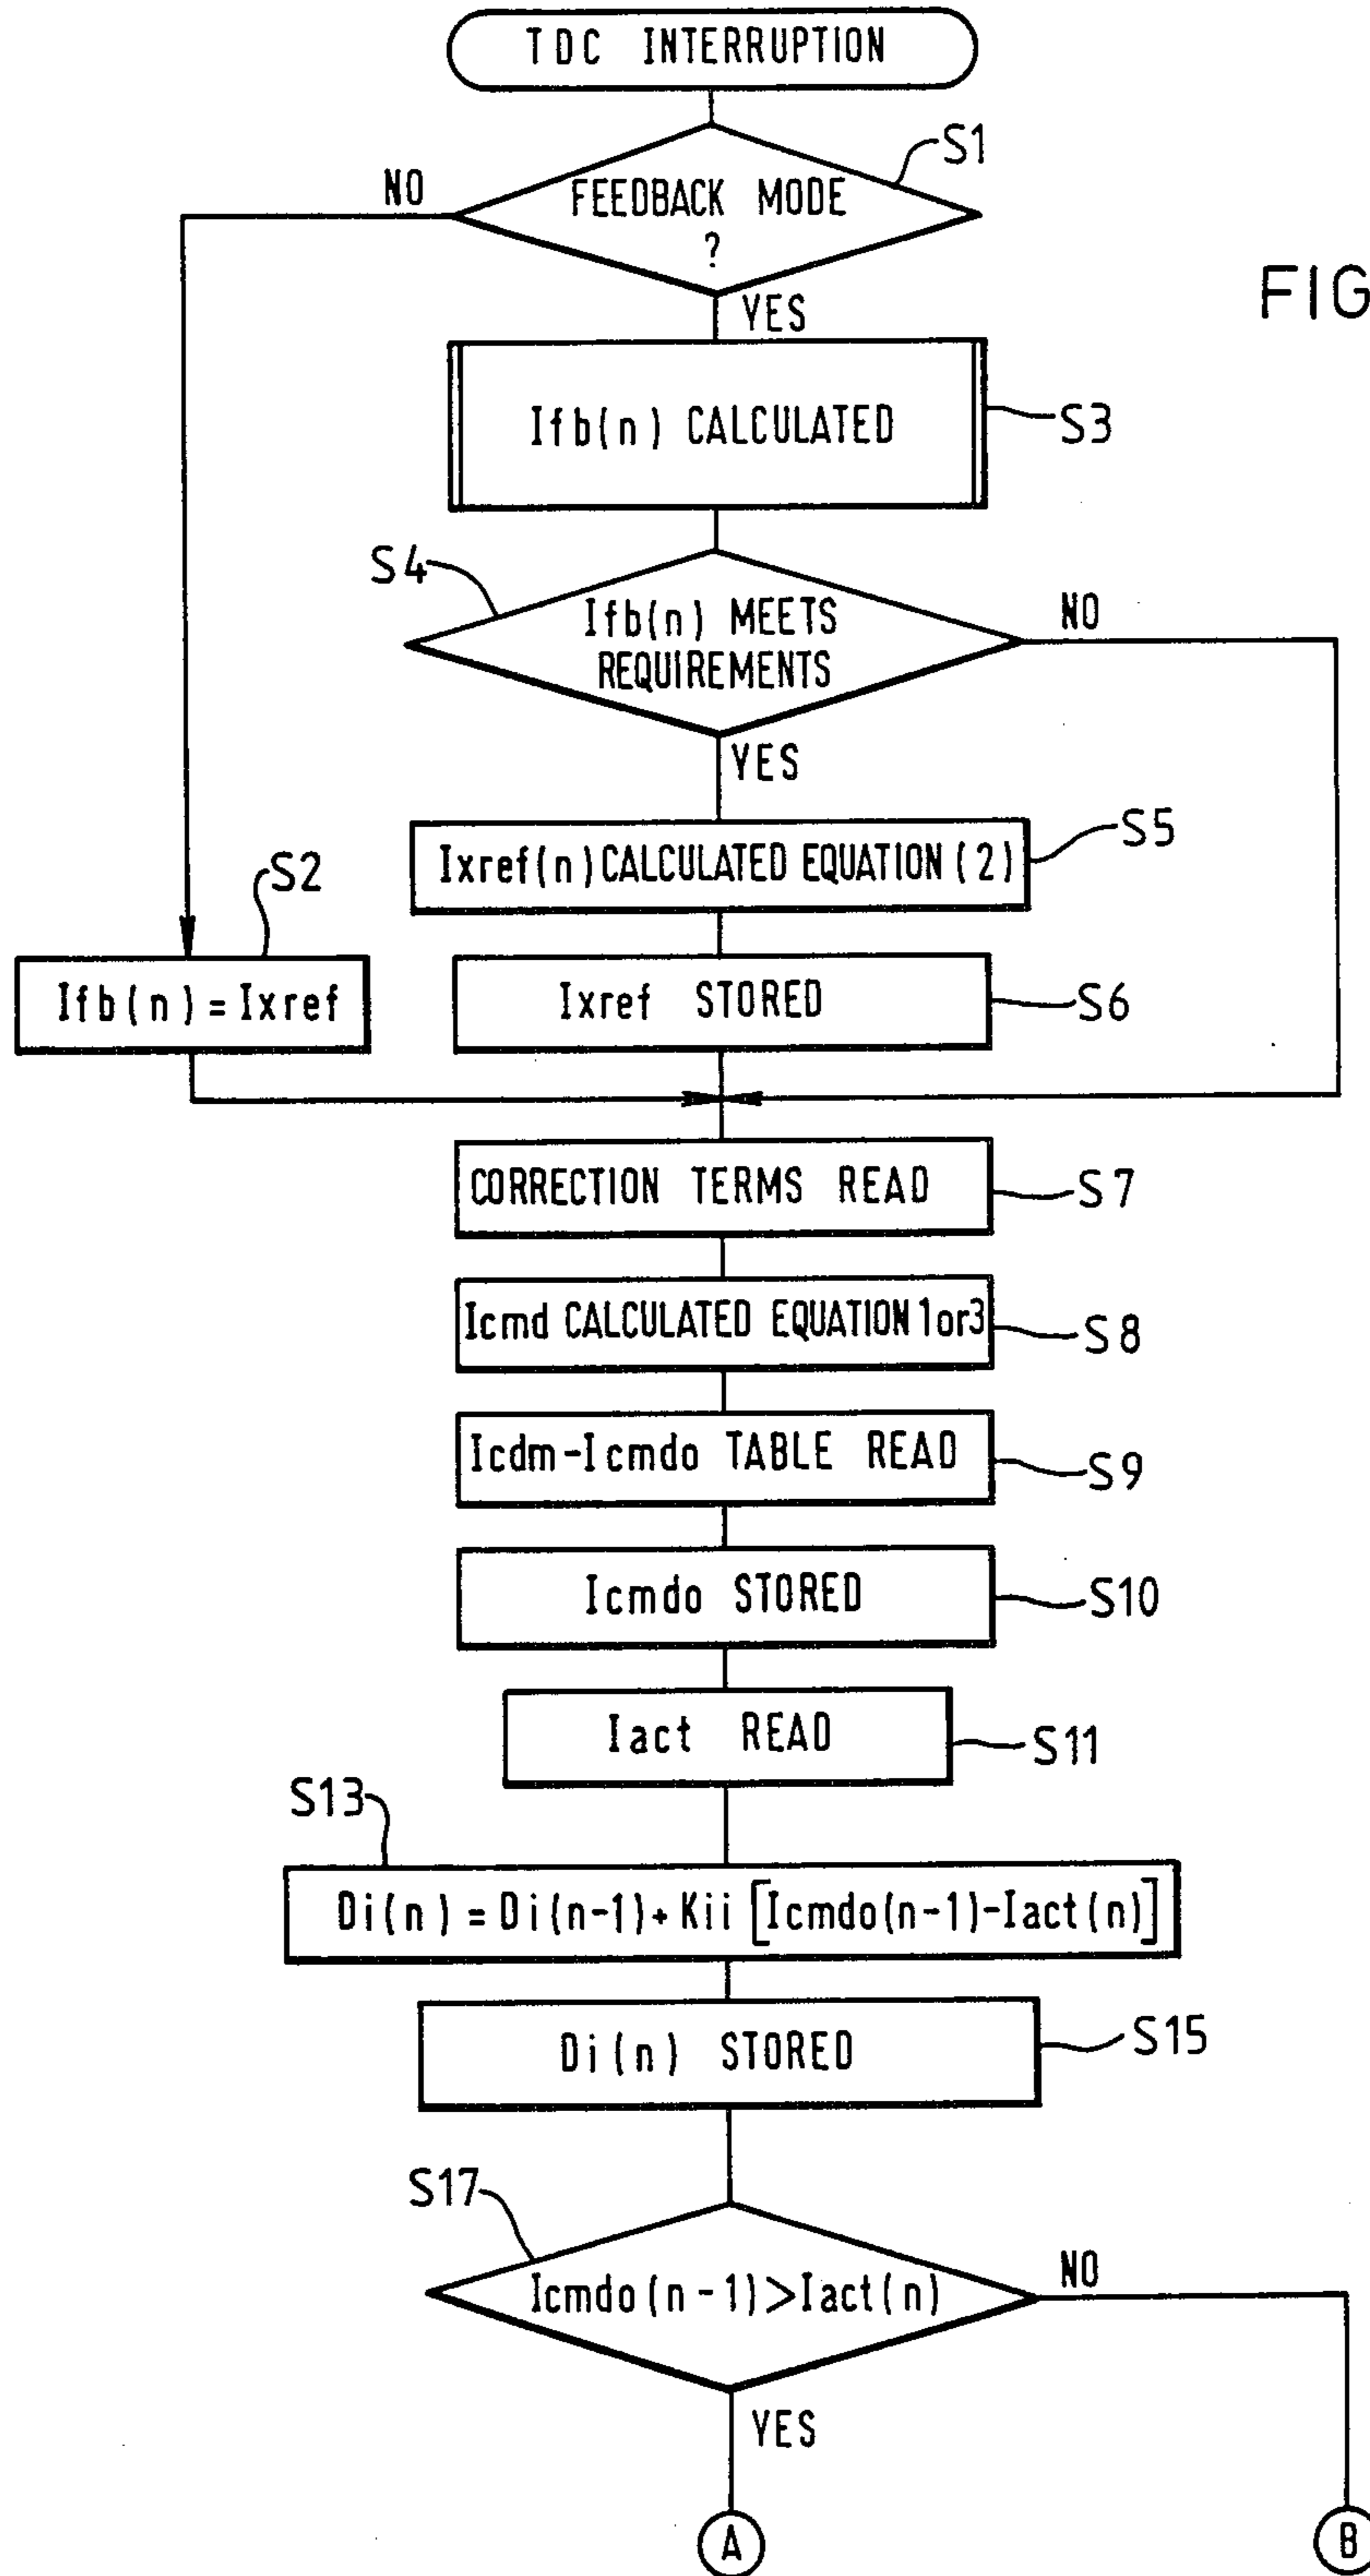 TDC INTERRUPTION
S1
NO
FEEDBACK MODE
?
FIG
YES
Ifb(n) CALCULATED
S3
S4
Ifb(n) MEETS
REQUIREMENTS
NO
YES
S5
Ixref(n) CALCULATED EQUATION (2)
S2
Ifb(n) = Ixref
Ixref STORED
S6
CORRECTION TERMS READ
S7
Icmd CALCULATED EQUATION 1or3
S8
Icdm-Icmdo TABLE READ
S9
Icmdo STORED
S10
Iact READ
S11
S13
Di(n) = Di(n-1) + Kii [Icmdo(n-1)-Iact(n)]
Di(n) STORED
S15
S17
Icmdo(n-1)>Iact(n)
NO
YES
A
B